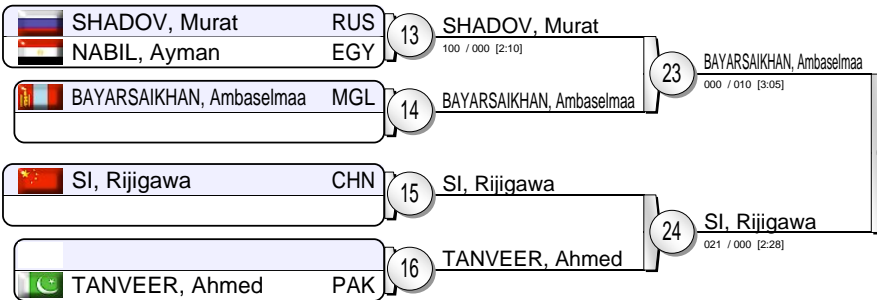 SHADOV, Murat RUS
NABIL, Ayman EGY
13
SHADOV, Murat
100 / 000 [2:10]
BAYARSAIKHAN, Ambaselmaa MGL
14
BAYARSAIKHAN, Ambaselmaa
23
BAYARSAIKHAN, Ambaselmaa
000 / 010 [3:05]
SI, Rijigawa CHN
15
SI, Rijigawa
TANVEER, Ahmed PAK
16
TANVEER, Ahmed
24
SI, Rijigawa
021 / 000 [2:28]